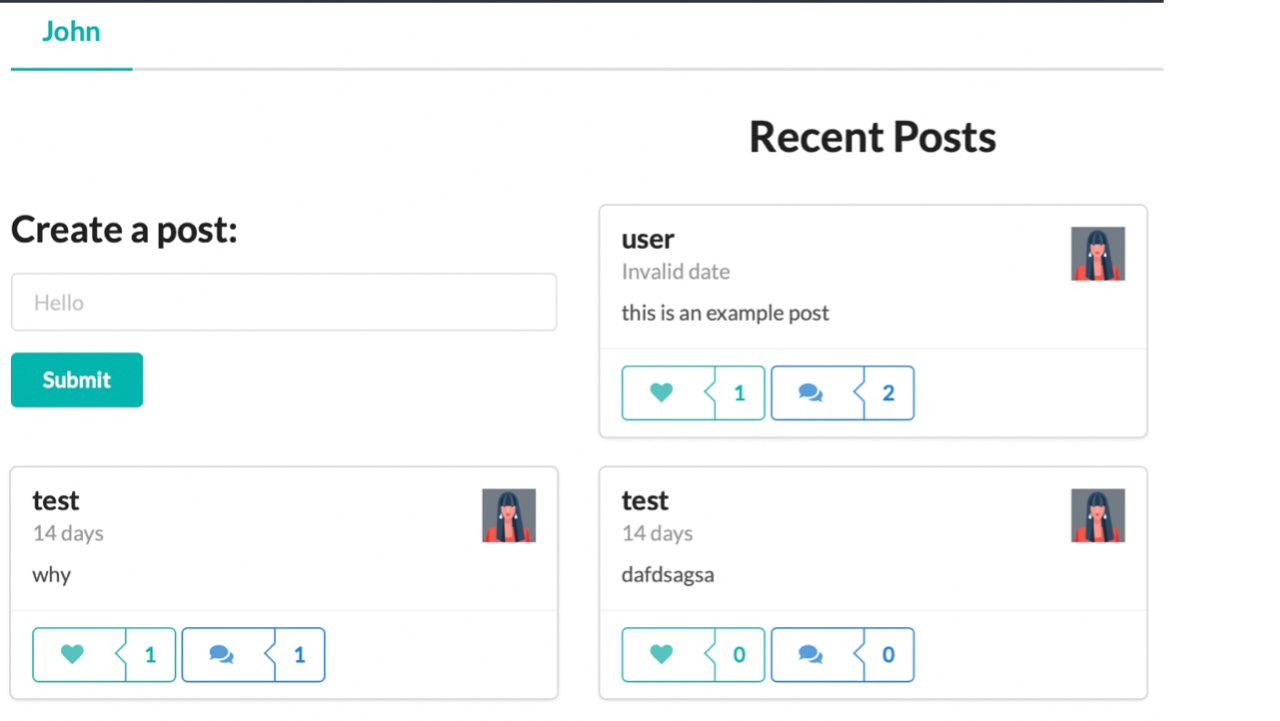 John
Recent Posts
Create a post:
Hello
Submit
user
Invalid date
this is an example post
1
2
test
14 days
why
1
1
test
14 days
dafdsagsa
0
0